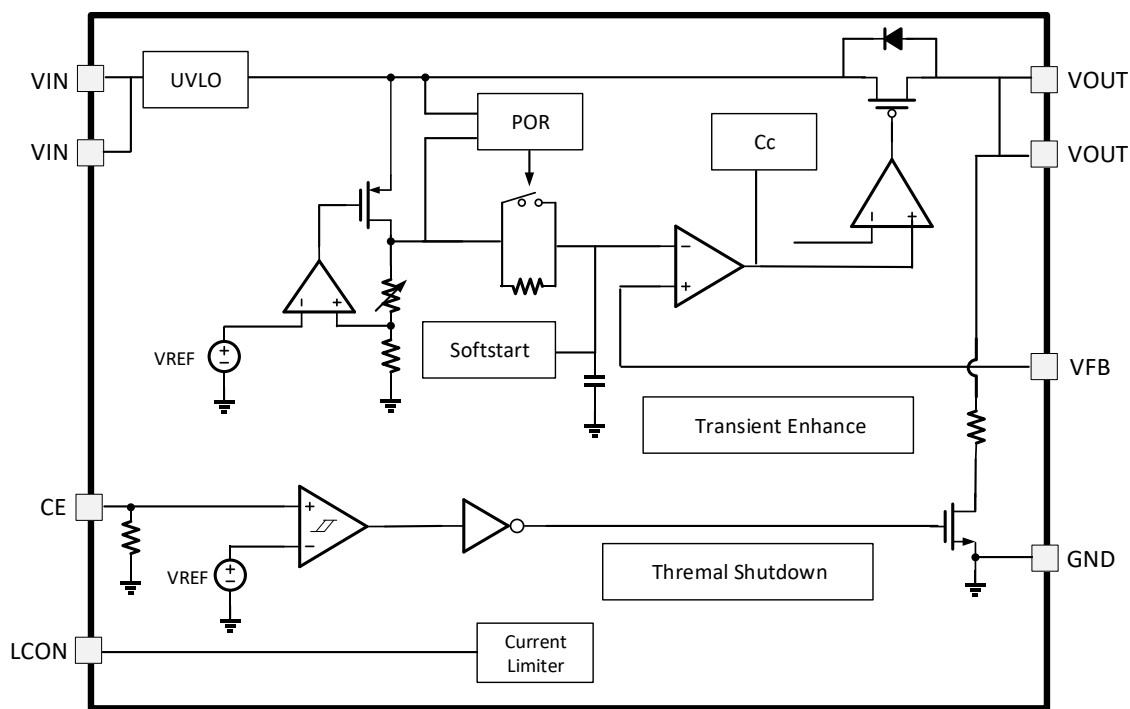 VIN
UVLO
VOUT
VIN
POR
Cc
VOUT
− 
+
VREF
Softstart
VFB
Transient Enhance
CE
+
−
VREF
Thremal Shutdown
GND
LCON
Current
Limiter